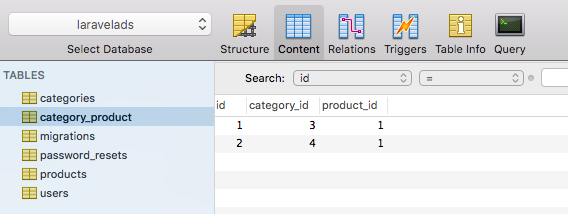 laravelads
Select Database
Structure
Content
Relations
Triggers
Table Info
Query
TABLES
categories
category_product
migrations
password_resets
products
users
Search:
id
=
id category_id product_id
1 3 1
2 4 1